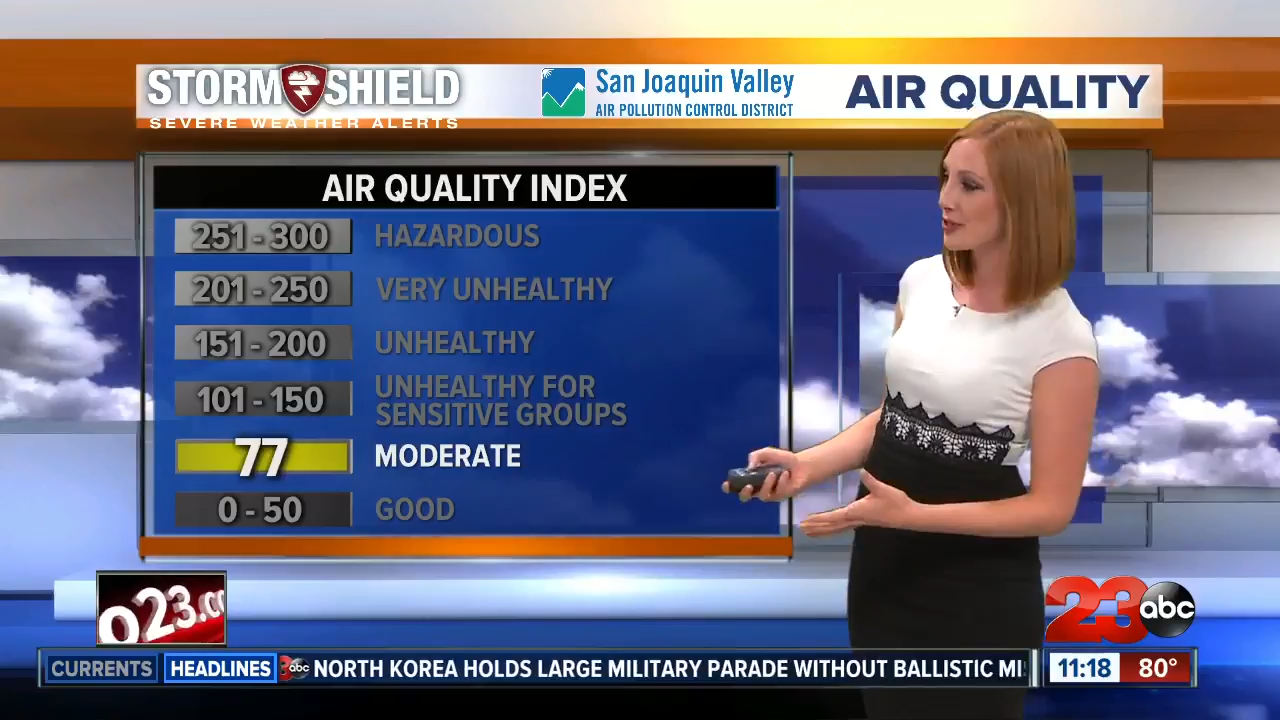 STORM SHIELD
SEVERE WEATHER ALERTS
San Joaquin Valley
AIR POLLUTION CONTROL DISTRICT
AIR QUALITY
AIR QUALITY INDEX
251 - 300 HAZARDOUS
201 - 250 VERY UNHEALTHY
151 - 200 UNHEALTHY
101 - 150 UNHEALTHY FOR
SENSITIVE GROUPS
77 MODERATE
0 - 50 GOOD
23 abc
CURRENTS HEADLINES 23 abc NORTH KOREA HOLDS LARGE MILITARY PARADE WITHOUT BALLISTIC 11:18 80°